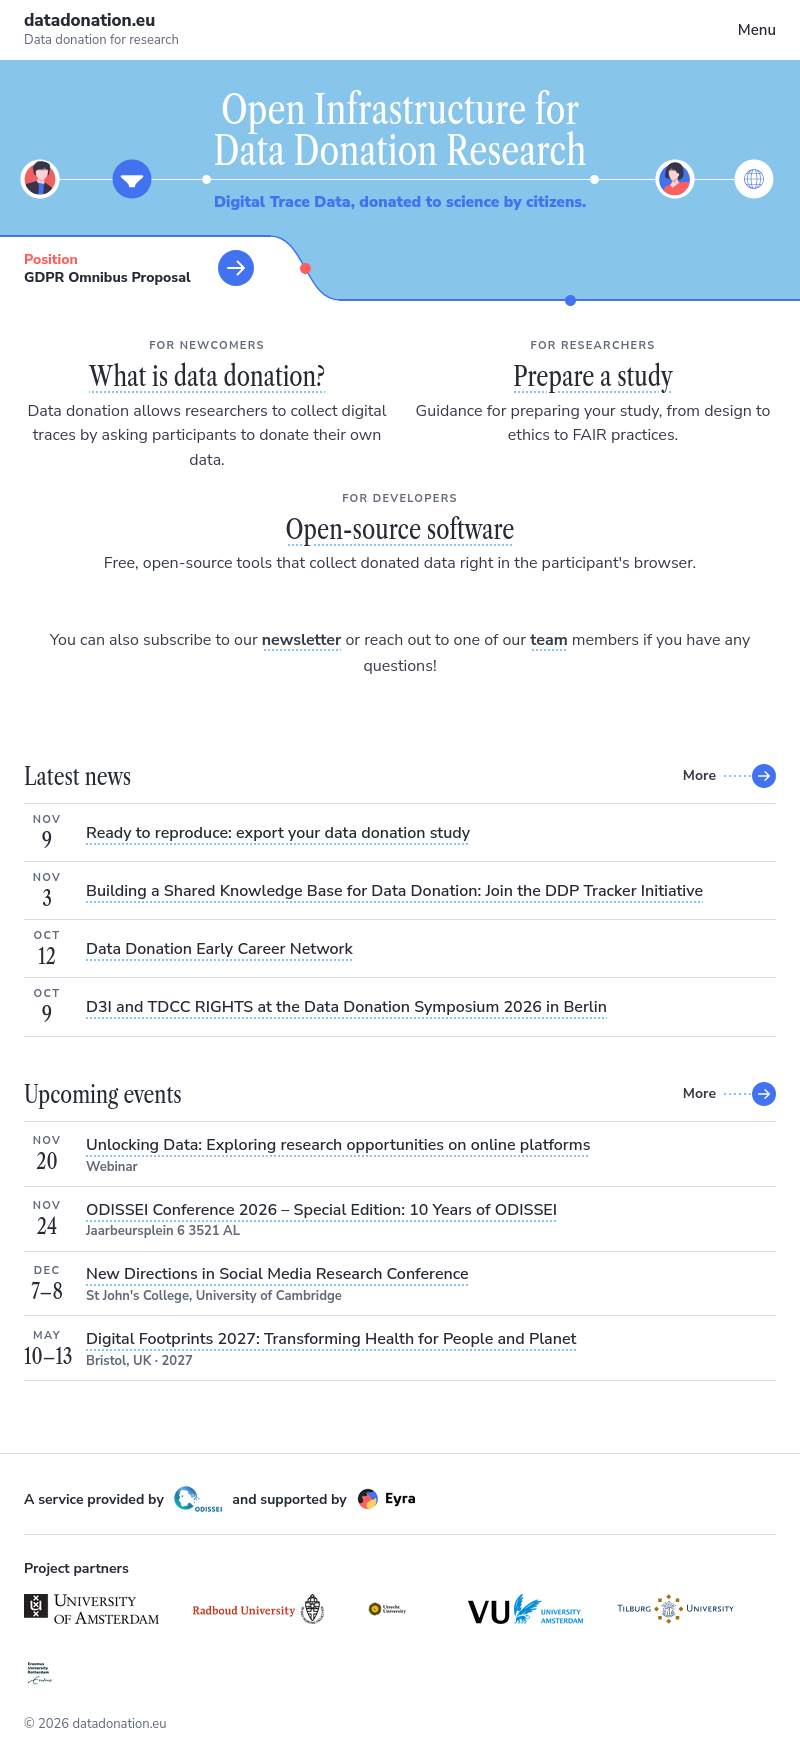 datadonation.eu
Data donation for research
Menu
Open Infrastructure for
Data Donation Research
Digital Trace Data, donated to science by citizens.
Position
GDPR Omnibus Proposal
FOR NEWCOMERS
What is data donation?
Data donation allows researchers to collect digital
traces by asking participants to donate their own
data.
FOR RESEARCHERS
Prepare a study
Guidance for preparing your study, from design to
ethics to FAIR practices.
FOR DEVELOPERS
Open-source software
Free, open-source tools that collect donated data right in the participant's browser.
You can also subscribe to our newsletter or reach out to one of our team members if you have any
questions!
Latest news
More
NOV
9
Ready to reproduce: export your data donation study
NOV
3
Building a Shared Knowledge Base for Data Donation: Join the DDP Tracker Initiative
OCT
12
Data Donation Early Career Network
OCT
9
D3I and TDCC RIGHTS at the Data Donation Symposium 2026 in Berlin
Upcoming events
More
NOV
20
Unlocking Data: Exploring research opportunities on online platforms
Webinar
NOV
24
ODISSEI Conference 2026 – Special Edition: 10 Years of ODISSEI
Jaarbeursplein 6 3521 AL
DEC
7–8
New Directions in Social Media Research Conference
St John's College, University of Cambridge
MAY
10–13
Digital Footprints 2027: Transforming Health for People and Planet
Bristol, UK · 2027
A service provided by
ODISSEI
and supported by
Eyra
Project partners
UNIVERSITY
OF AMSTERDAM
Radboud University
Utrecht
University
VU
UNIVERSITY
AMSTERDAM
TILBURG
UNIVERSITY
Erasmus
University
Rotterdam
Erasmus
© 2026 datadonation.eu